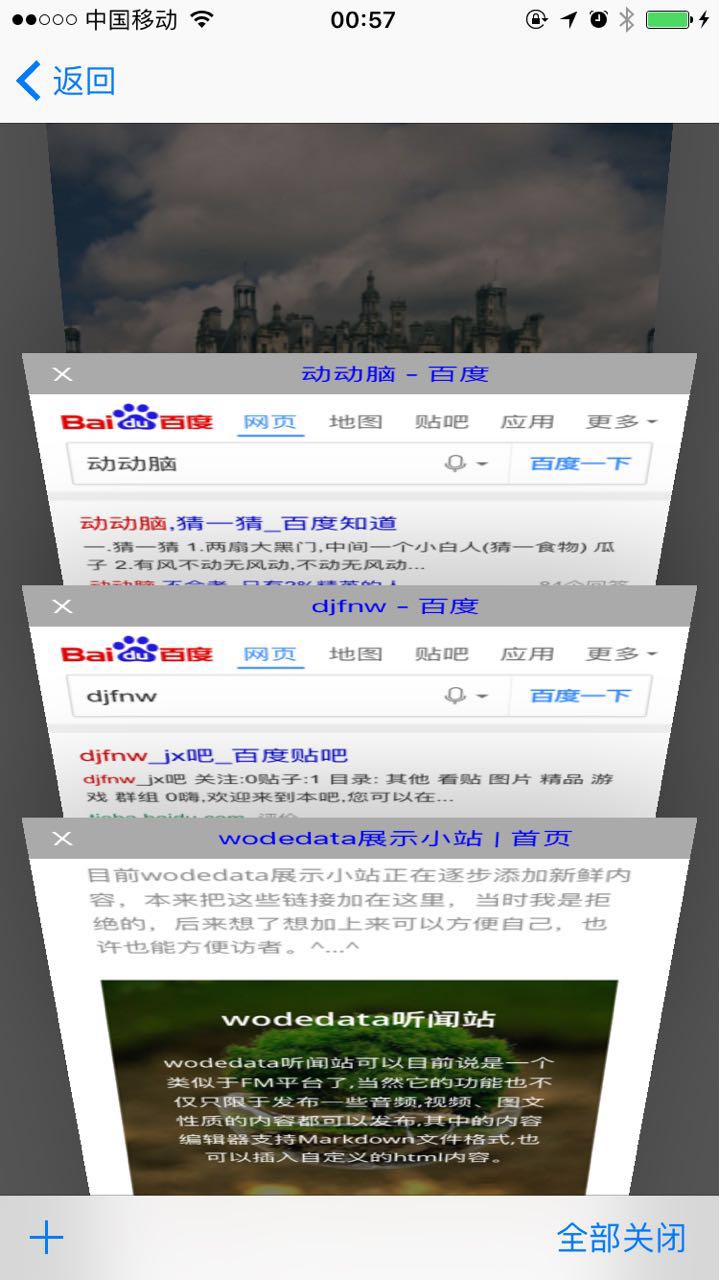 中国移动 00:57
返回
动动脑 - 百度
Bai du 百度 网页 地图 贴吧 应用 更多
动动脑 百度一下
动动脑,猜一猜_百度知道
一.猜一猜 1.两扇大黑门,中间一个小白人(猜一食物) 瓜
子 2.有风不动无风动,不动无风动...
djfnw - 百度
Bai du 百度 网页 地图 贴吧 应用 更多
djfnw 百度一下
djfnw_jx吧_百度贴吧
djfnw_jx吧 关注:0贴子:1 目录: 其他 看贴 图片 精品 游
戏 群组 0嗨,欢迎来到本吧,您可以在...
wodedata展示小站 | 首页
目前wodedata展示小站正在逐步添加新鲜内
容，本来把这些链接加在这里，当时我是拒
绝的，后来想了想加上来可以方便自己，也
许也能方便访者。^...^
wodedata听闻站
wodedata听闻站可以目前说是一个
类似于FM平台了,当然它的功能也不
仅只限于发布一些音频,视频、图文
性质的内容都可以发布,其中的内容
编辑器支持Markdown文件格式,也
可以插入自定义的html内容。
全部关闭